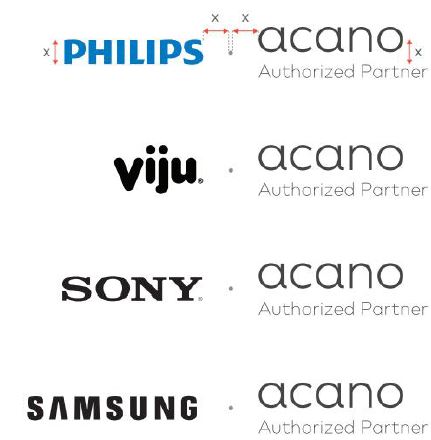 x x
x PHILIPS acano x
Authorized Partner
viju® acano
Authorized Partner
SONY® acano
Authorized Partner
SAMSUNG acano
Authorized Partner